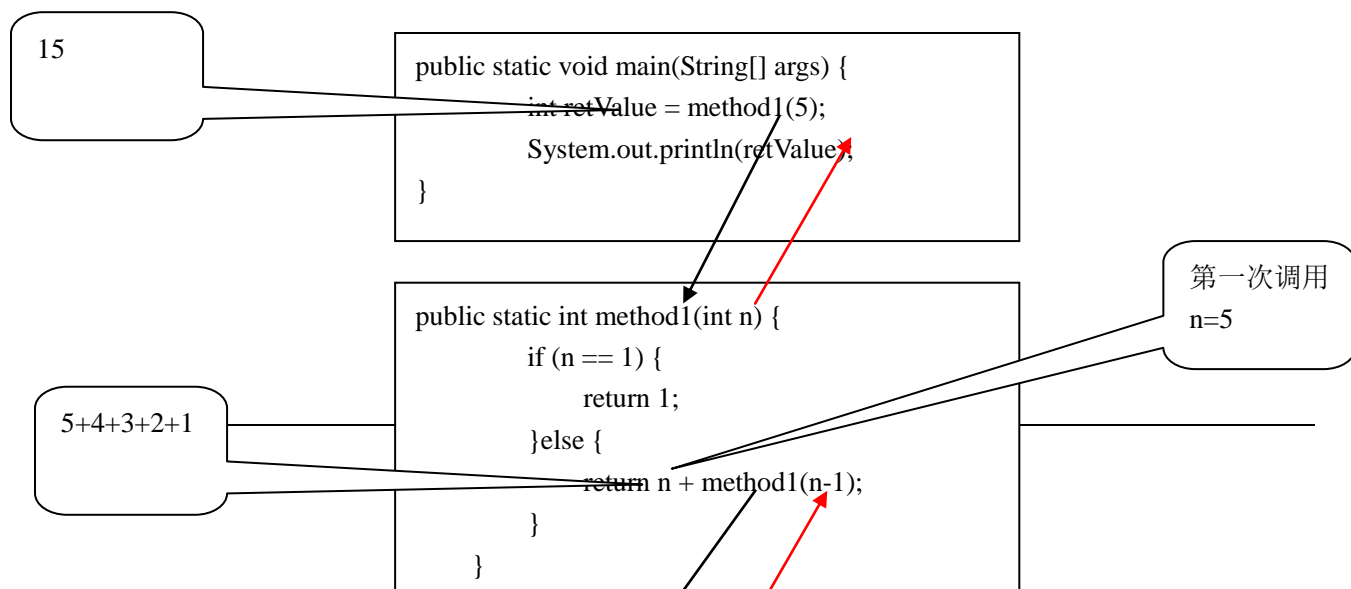 15
public static void main(String[] args) {
int retValue = method1(5);
System.out.println(retValue);
}
第一次调用
n=5
public static int method1(int n) {
if (n == 1) {
return 1;
}else {
return n + method1(n-1);
}
}
5+4+3+2+1